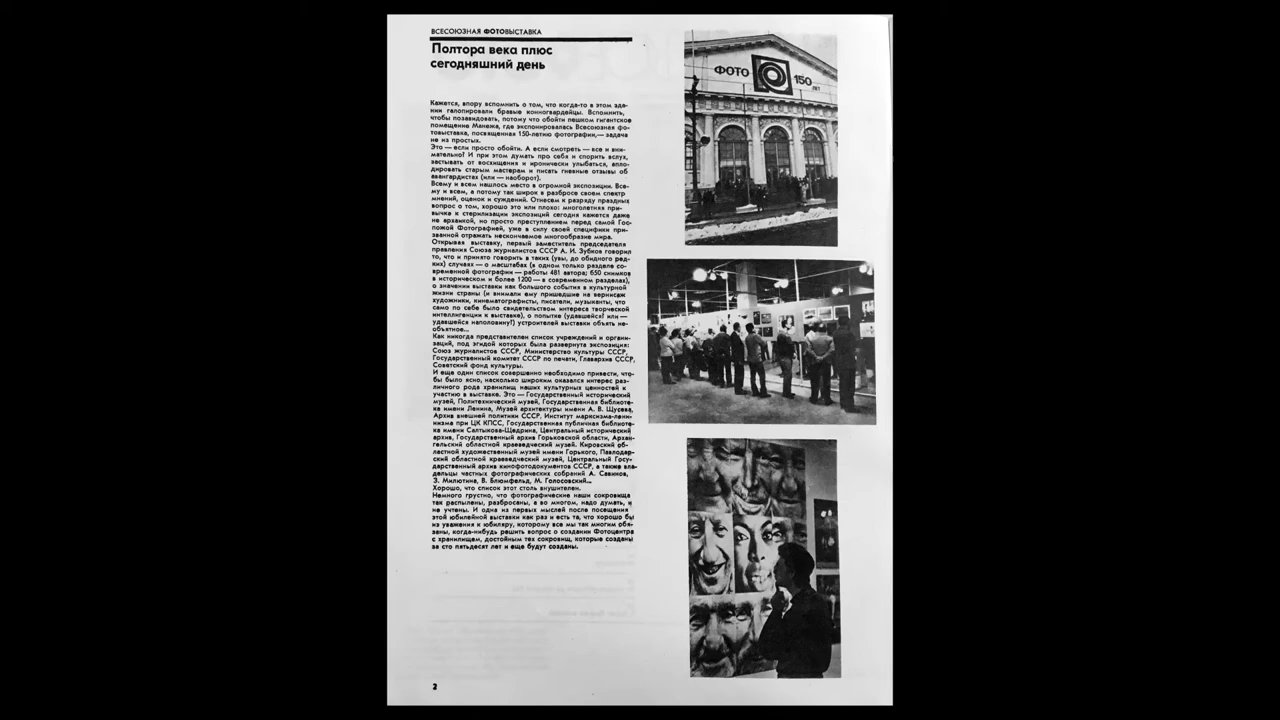 ВСЕСОЮЗНАЯ ФОТОВЫСТАВКА
Полтора века плюс
сегодняшний день
Кажется, впору вспомнить о том, что когда-то в этом зда-
нии галопировали бравые конногвардейцы. Вспомнить,
чтобы позавидовать, потому что обойти пешком гигантское
помещение Манежа, где экспонировалась Всесоюзная фо-
товыставка, посвященная 150-летию фотографии,— задача
не из простых.
Это — если просто обойти. А если смотреть — все и вни-
мательно? И при этом думать про себя и спорить вслух,
застывать от восхищения и иронически улыбаться, апло-
дировать старым мастерам и писать гневные отзывы об
авангардистах (или — наоборот).
Всему и всем нашлось место в огромной экспозиции. Все-
му и всем, а потому так широк в разбросе своем спектр
мнений, оценок и суждений. Отнесем к разряду праздных
вопрос о том, хорошо это или плохо: многолетняя при-
вычка к стерилизации экспозиций сегодня кажется даже
не архаикой, но просто преступлением перед самой Гос-
пожой Фотографией, уже в силу своей специфики при-
званной отражать нескончаемое многообразие мира.
Открывая выставку, первый заместитель председателя
правления Союза журналистов СССР А. И. Зубков говорил
то, что и принято говорить в таких (увы, до обидного ред-
ких) случаях — о масштабах (в одном только разделе со-
временной фотографии — работы 481 автора; 650 снимков
в историческом и более 1200 — в современном разделах),
о значении выставки как большого события в культурной
жизни страны (и внимали ему пришедшие на вернисаж
художники, кинематографисты, писатели, музыканты, что
само по себе было свидетельством интереса творческой
интеллигенции к выставке), о попытке (удавшейся? или —
удавшейся наполовину?) устроителей выставки объять не-
объятное...
Как никогда представителен список учреждений и органи-
заций, под эгидой которых была развернута экспозиция:
Союз журналистов СССР, Министерство культуры СССР,
Государственный комитет СССР по печати, Главархив СССР,
Советский фонд культуры.
И еще один список совершенно необходимо привести, что-
бы было ясно, насколько широким оказался интерес раз-
личного рода хранилищ наших культурных ценностей к
участию в выставке. Это — Государственный исторический
музей, Политехнический музей, Государственная библиоте-
ка имени Ленина, Музей архитектуры имени А. В. Щусева,
Архив внешней политики СССР, Институт марксизма-лени-
низма при ЦК КПСС, Государственная публичная библиоте-
ка имени Салтыкова-Щедрина, Центральный исторический
архив, Государственный архив Горьковской области, Архан-
гельский областной краеведческий музей, Кировский об-
ластной художественный музей имени Горького, Павлодар-
ский областной краеведческий музей, Центральный Госу-
дарственный архив кинофотодокументов СССР, а также вла-
дельцы частных фотографических собраний А. Савинов,
З. Милютина, В. Блюмфельд, М. Голосовский...
Хорошо, что список этот столь внушителен.
Немного грустно, что фотографические наши сокровища
так распылены, разбросаны, а во многом, надо думать, и
не учтены. И одна из первых мыслей после посещения
этой юбилейной выставки как раз и есть та, что хорошо бы
из уважения к юбиляру, которому все мы так многим обя-
заны, когда-нибудь решить вопрос о создании Фотоцентра
с хранилищем, достойным тех сокровищ, которые созданы
за сто пятьдесят лет и еще будут созданы.
ФОТО 150
ЛЕТ
2